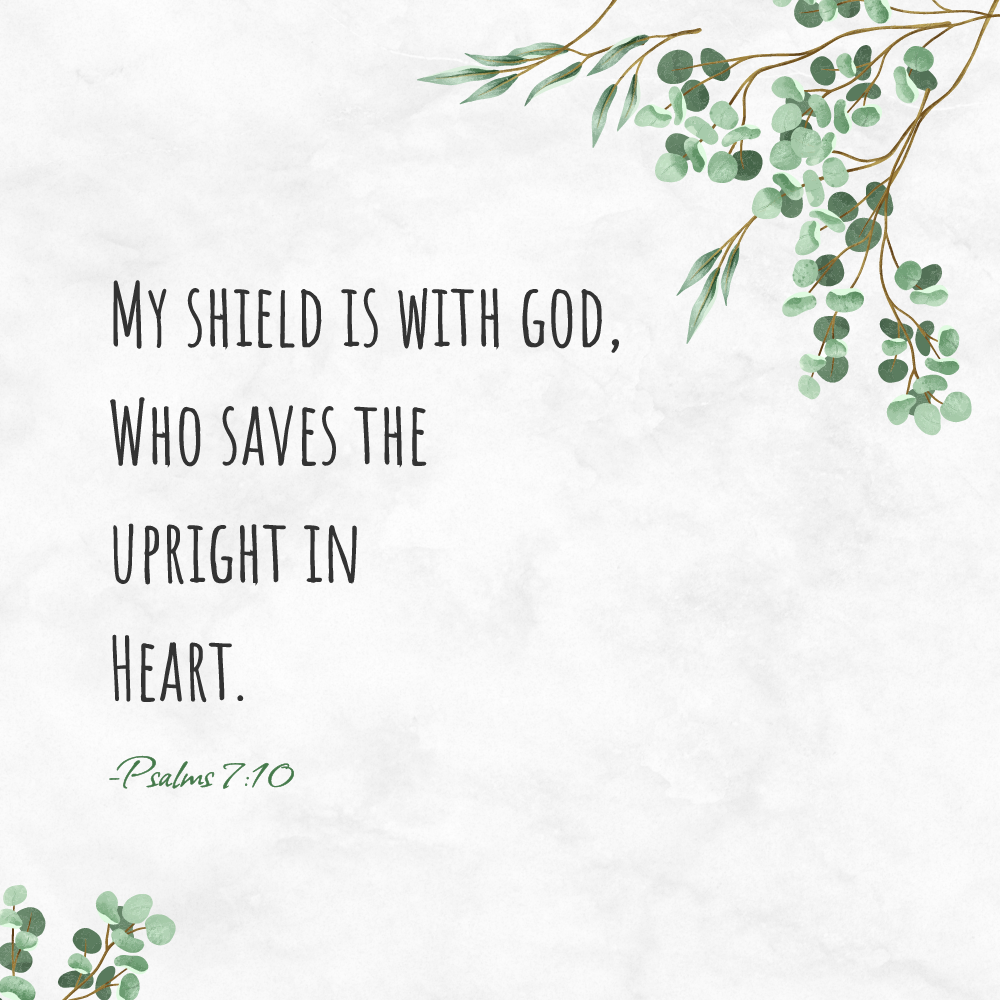 My shield is with god,
Who saves the
upright in
Heart.
-Psalms 7:10